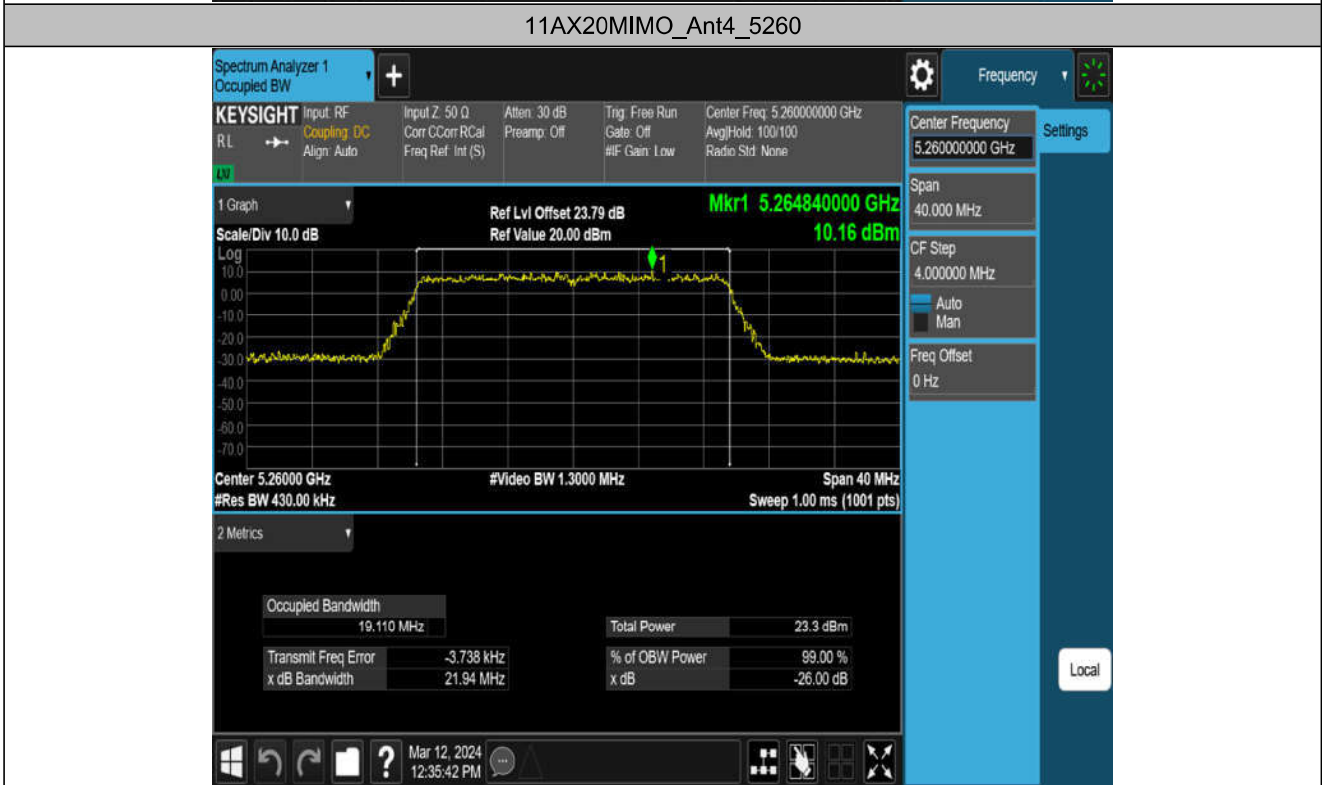 11AX20MIMO_Ant4_5260
Spectrum Analyzer 1
Occupied BW
+
Frequency
KEYSIGHT
R L
LXI
Input: RF
Coupling: DC
Align: Auto
Input Z: 50 Ω
Corr CCorr RCal
Freq Ref: Int (S)
Atten: 30 dB
Preamp: Off
Trig: Free Run
Gate: Off
#IF Gain: Low
Center Freq: 5.260000000 GHz
Avg|Hold: 100/100
Radio Std: None
Center Frequency
5.260000000 GHz
Settings
Span
40.000 MHz
CF Step
4.000000 MHz
Auto
Man
Freq Offset
0 Hz
Local
1 Graph
Scale/Div 10.0 dB
Ref Lvl Offset 23.79 dB
Ref Value 20.00 dBm
Mkr1 5.264840000 GHz
10.16 dBm
Log
10.0
0.00
-10.0
-20.0
-30.0
-40.0
-50.0
-60.0
-70.0
1
Center 5.26000 GHz
#Video BW 1.3000 MHz
Span 40 MHz
#Res BW 430.00 kHz
Sweep 1.00 ms (1001 pts)
2 Metrics
Occupied Bandwidth
19.110 MHz
Total Power 23.3 dBm
Transmit Freq Error -3.738 kHz
% of OBW Power 99.00 %
x dB Bandwidth 21.94 MHz
x dB -26.00 dB
?
Mar 12, 2024
12:35:42 PM